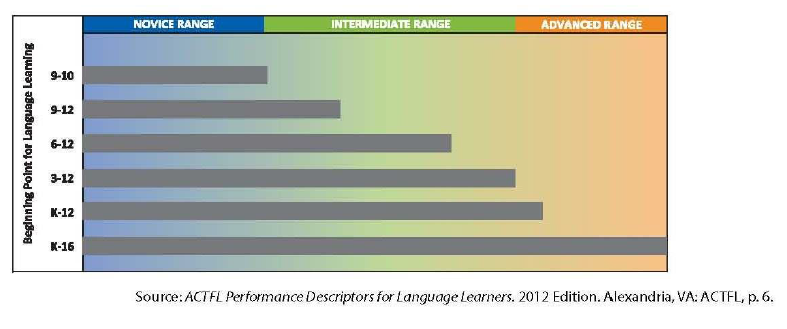 NOVICE RANGE INTERMEDIATE RANGE ADVANCED RANGE
Beginning Point for Language Learning
9-10
9-12
6-12
3-12
K-12
K-16
Source: ACTFL Performance Descriptors for Language Learners. 2012 Edition. Alexandria, VA: ACTFL, p. 6.